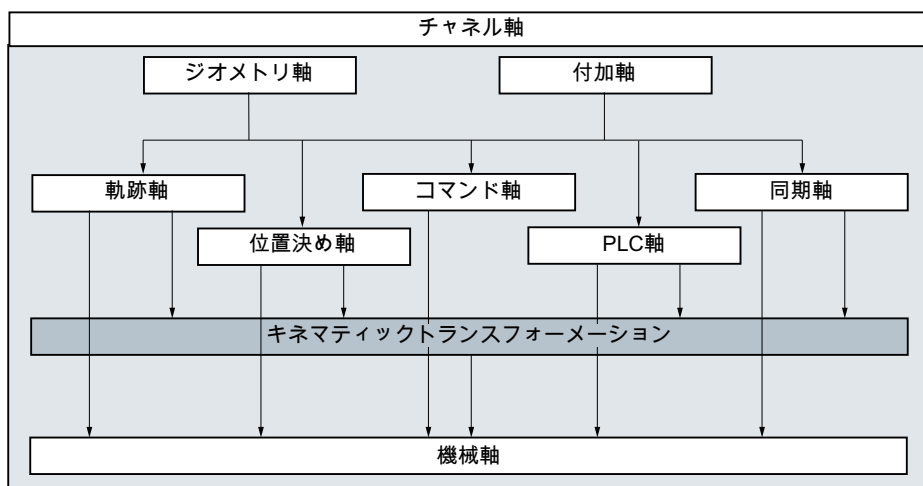 チャネル軸
ジオメトリ軸
付加軸
軌跡軸
コマンド軸
同期軸
位置決め軸
PLC軸
キネマティックトランスフォーメーション
機械軸